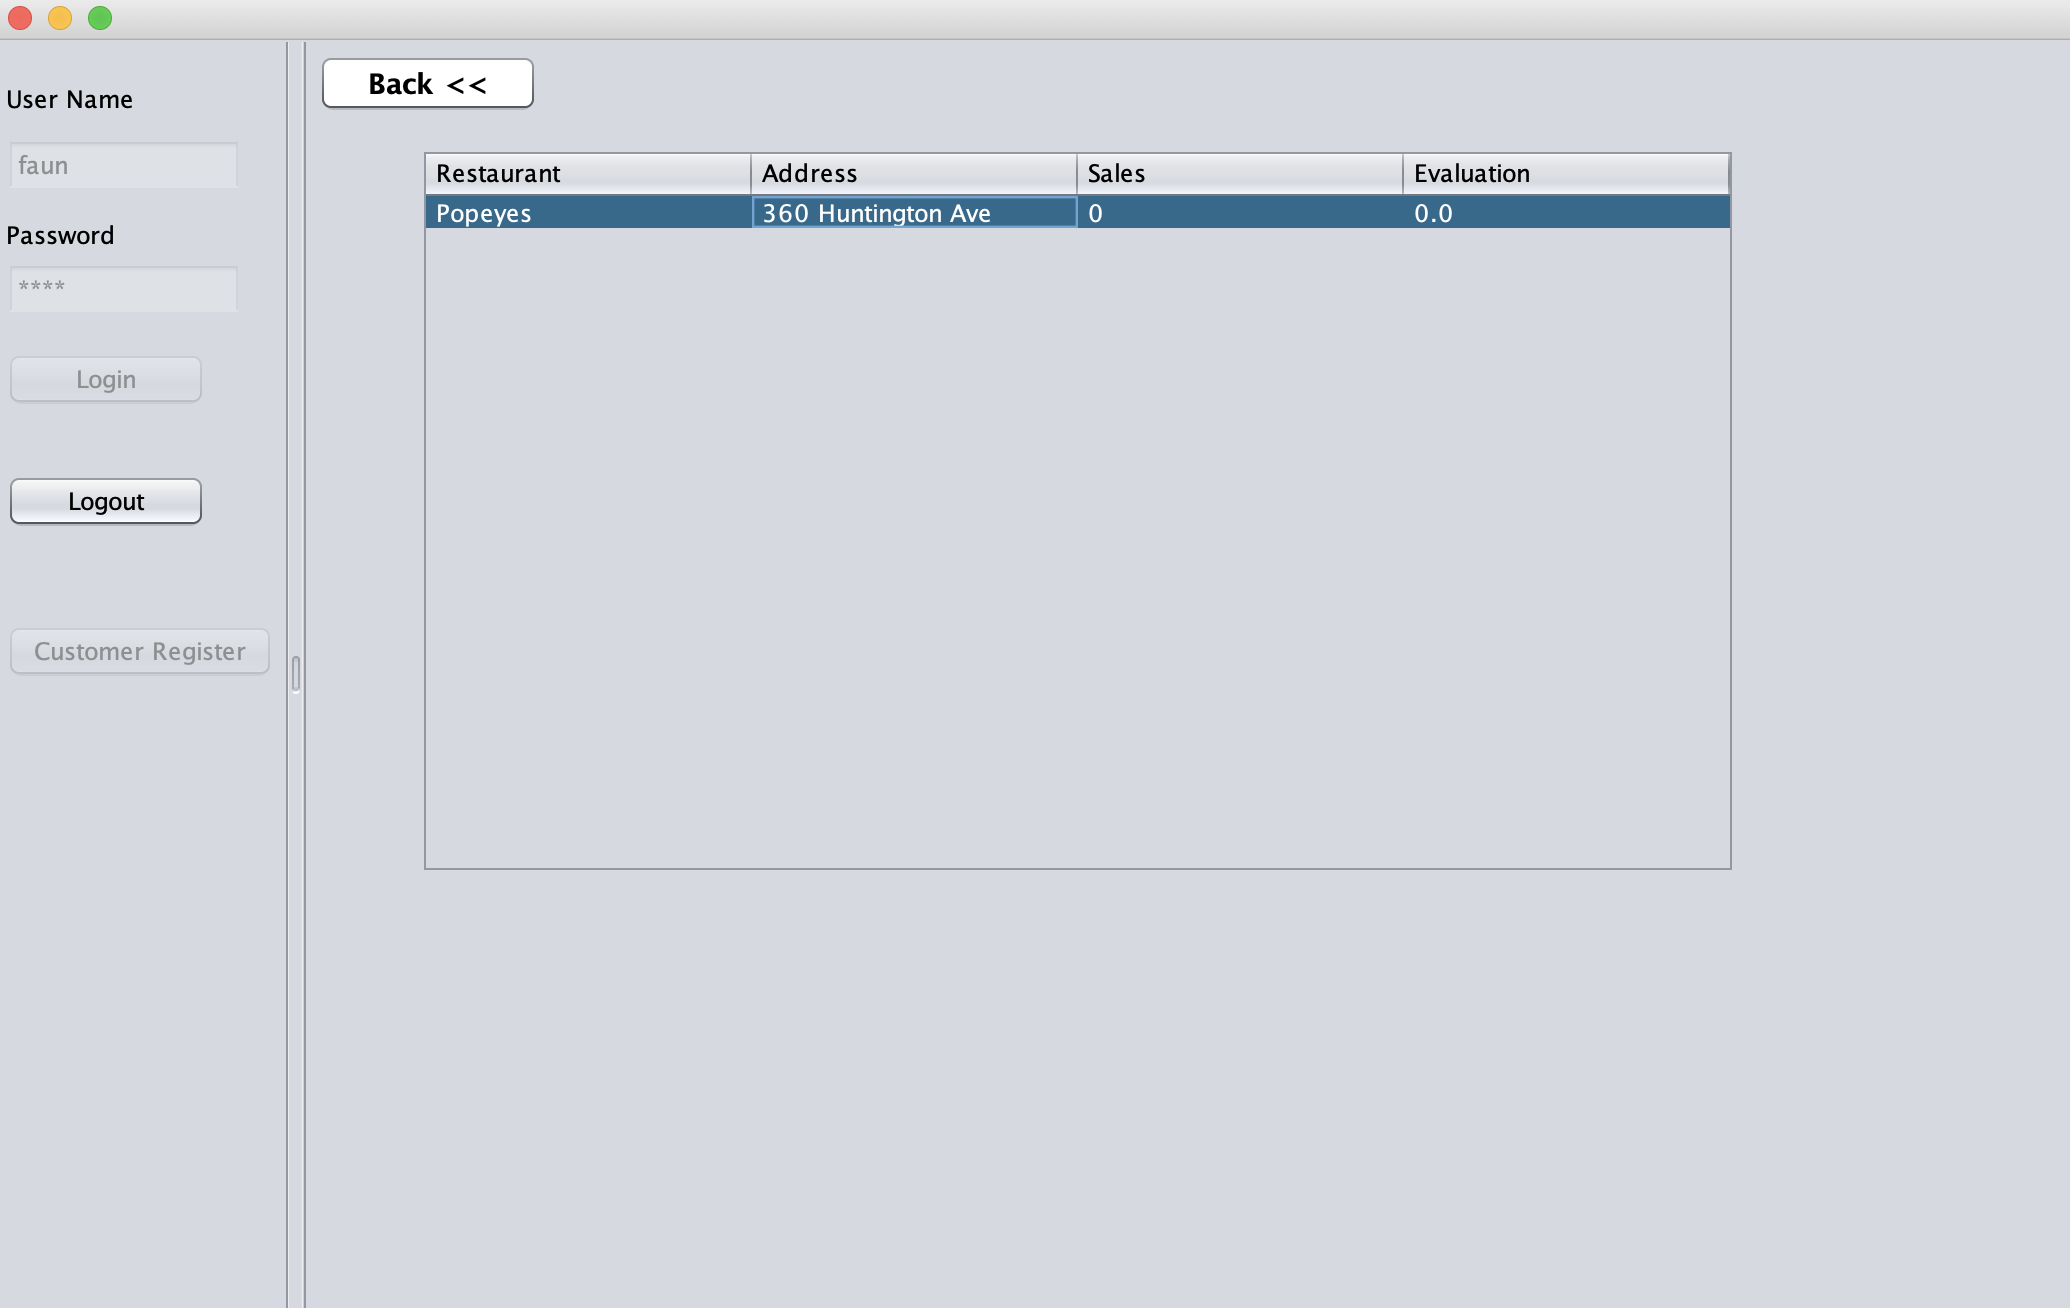 User Name
faun
Password
****
Login
Logout
Customer Register
Back <<
Restaurant Address Sales Evaluation
Popeyes 360 Huntington Ave 0 0.0